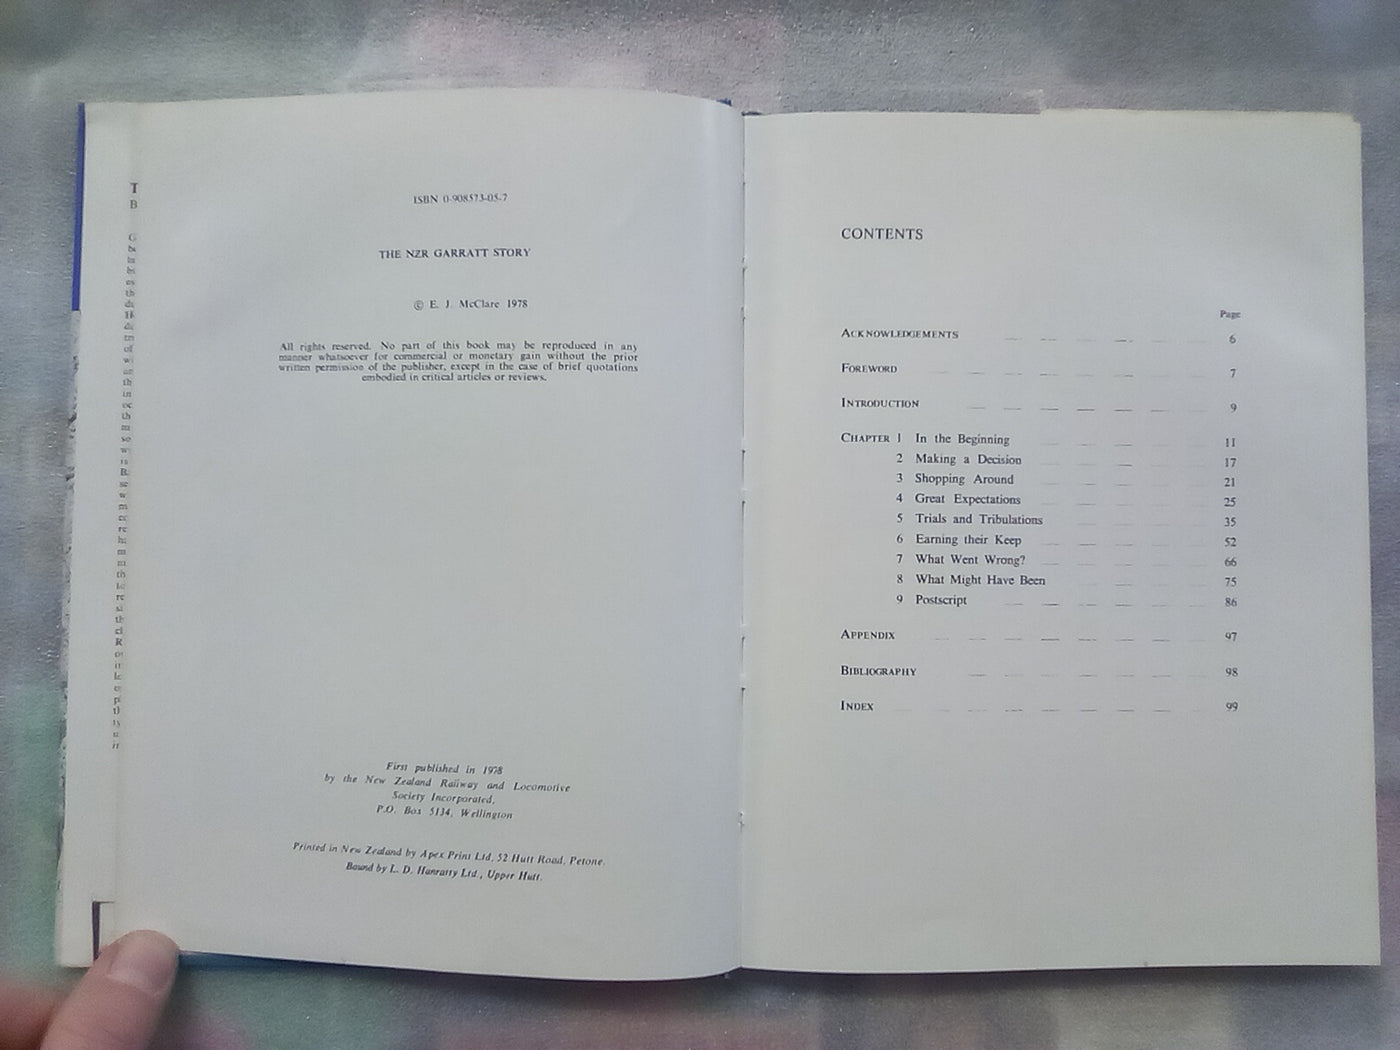 ISBN 0-908573-05-7
THE NZR GARRATT STORY
© E. J. McClare 1978
All rights reserved. No part of this book may be reproduced in any
manner whatsoever for commercial or monetary gain without the prior
written permission of the publisher, except in the case of brief quotations
embodied in critical articles or reviews.
First published in 1978
by the New Zealand Railway and Locomotive
Society Incorporated,
P.O. Box 5134, Wellington
Printed in New Zealand by Apex Print Ltd, 52 Hutt Road, Petone.
Bound by L. D. Hanratty Ltd., Upper Hutt.
CONTENTS
Page
ACKNOWLEDGEMENTS 6
FOREWORD 7
INTRODUCTION 9
CHAPTER 1 In the Beginning 11
2 Making a Decision 17
3 Shopping Around 21
4 Great Expectations 25
5 Trials and Tribulations 35
6 Earning their Keep 52
7 What Went Wrong? 66
8 What Might Have Been 75
9 Postscript 86
APPENDIX 97
BIBLIOGRAPHY 98
INDEX 99